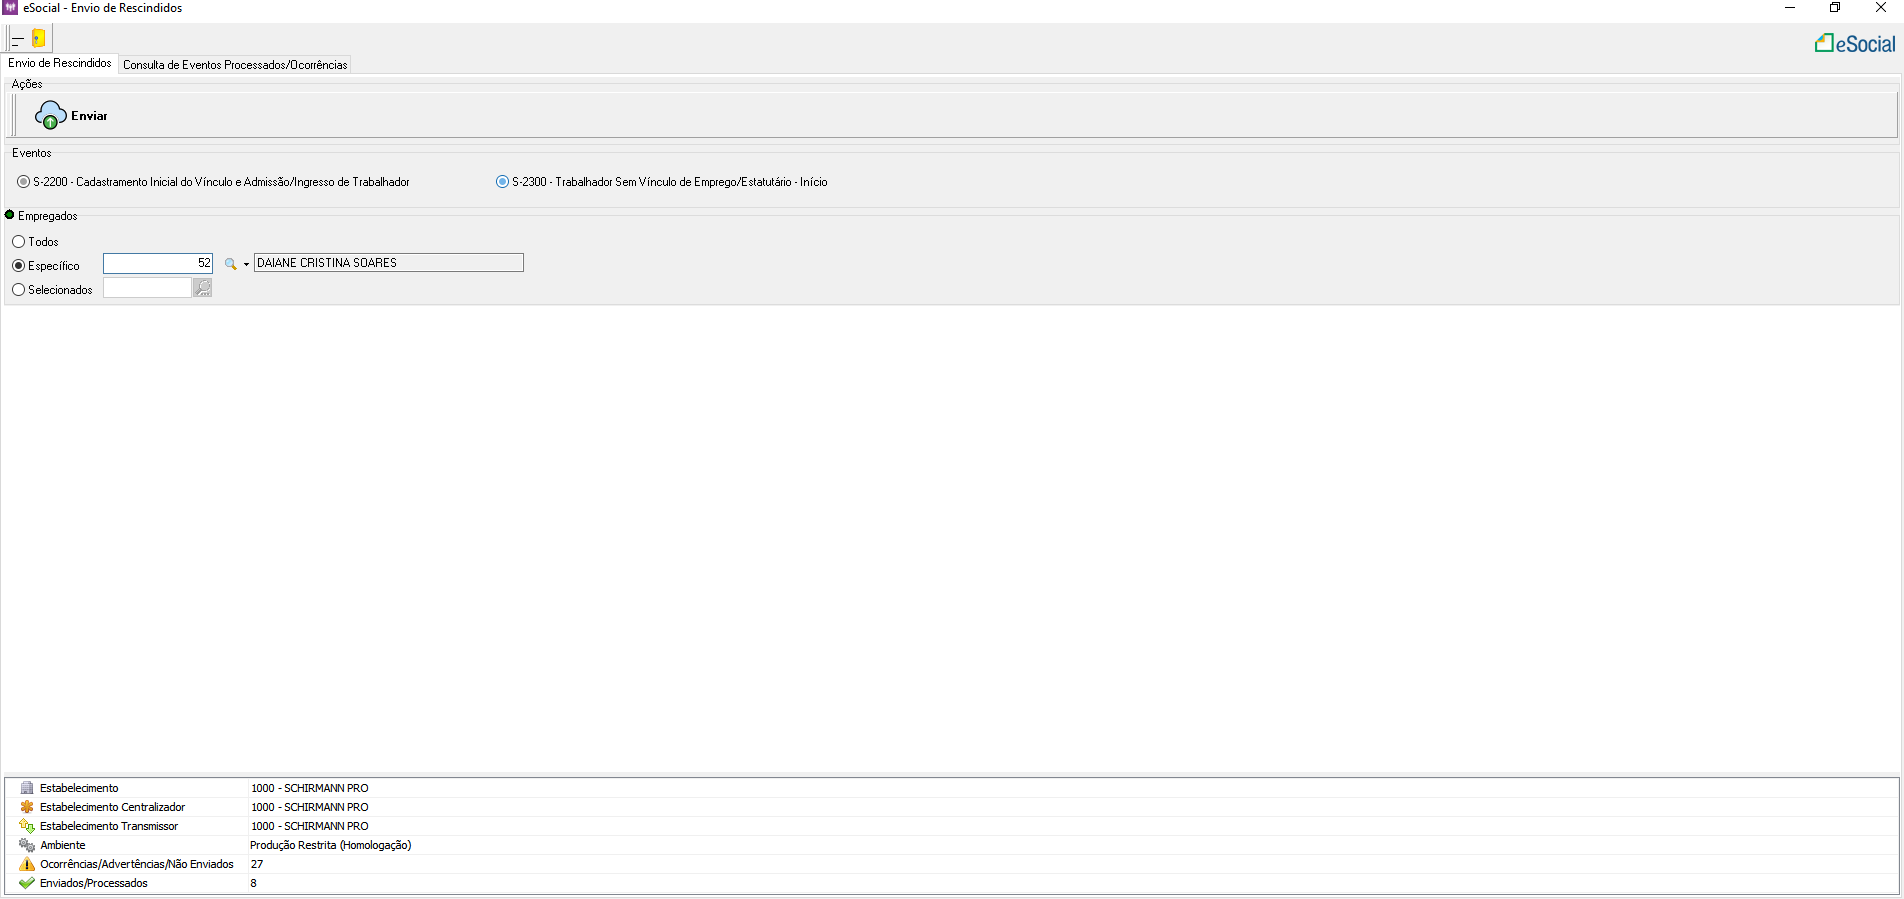 eSocial - Envio de Rescindidos
eSocial
Envio de Rescindidos Consulta de Eventos Processados/Ocorrências
Ações
Enviar
Eventos
S-2200 - Cadastramento Inicial do Vínculo e Admissão/Ingresso de Trabalhador S-2300 - Trabalhador Sem Vínculo de Emprego/Estatutário - Início
Empregados
Todos
Específico 52 DAIANE CRISTINA SOARES
Selecionados
Estabelecimento 1000 - SCHIRMANN PRO
Estabelecimento Centralizador 1000 - SCHIRMANN PRO
Estabelecimento Transmissor 1000 - SCHIRMANN PRO
Ambiente Produção Restrita (Homologação)
Ocorrências/Advertências/Não Enviados 27
Enviados/Processados 8